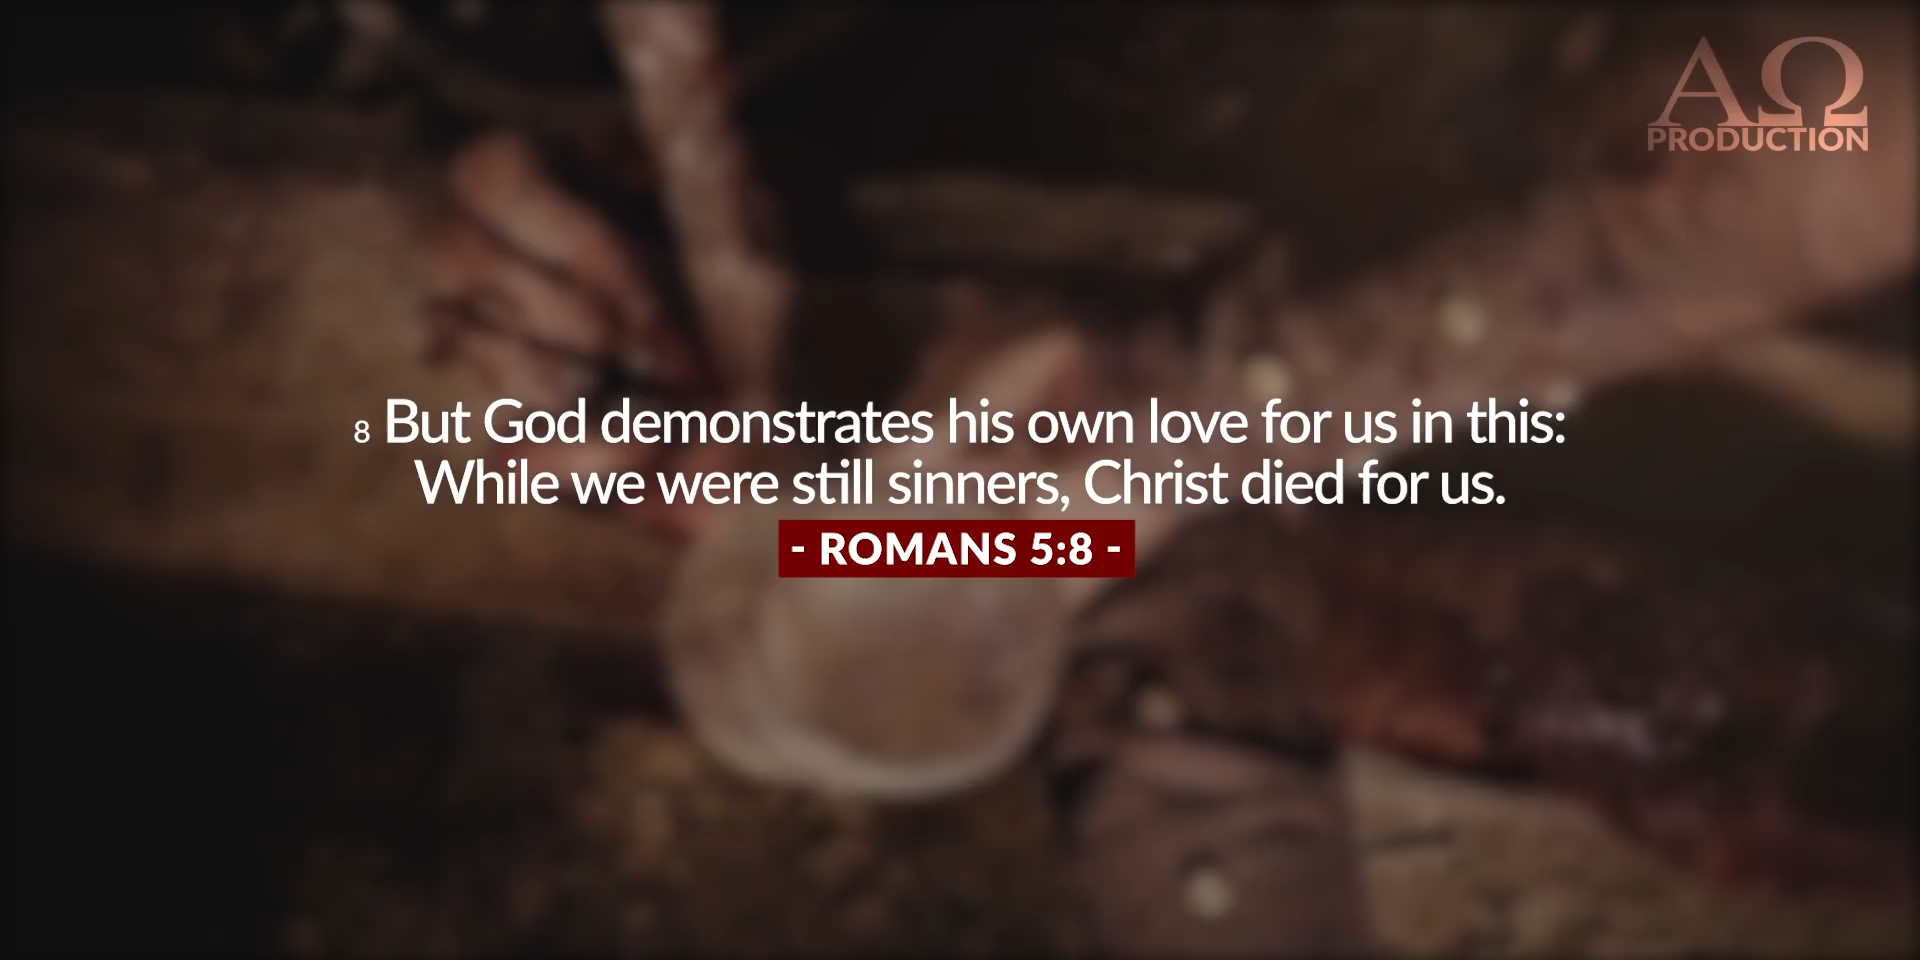 ΑΩ
PRODUCTION
8 But God demonstrates his own love for us in this:
While we were still sinners, Christ died for us.
- ROMANS 5:8 -